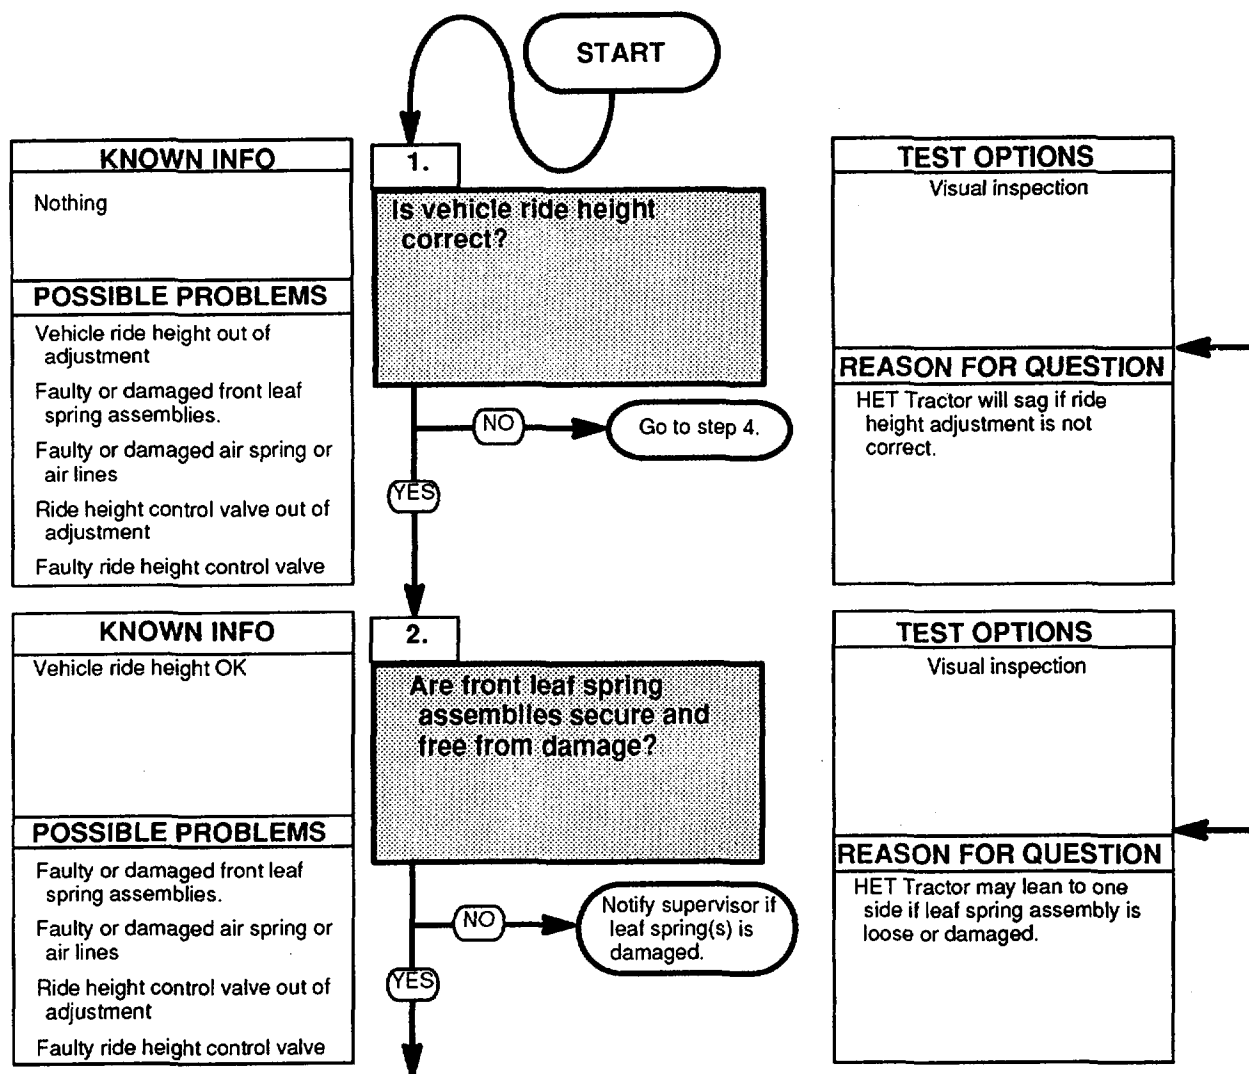 START
KNOWN INFO
Nothing
POSSIBLE PROBLEMS
Vehicle ride height out of
adjustment
Faulty or damaged front leaf
spring assemblies.
Faulty or damaged air spring or
air lines
Ride height control valve out of
adjustment
Faulty ride height control valve
1.
Is vehicle ride height
correct?
NO
Go to step 4.
YES
TEST OPTIONS
Visual inspection
REASON FOR QUESTION
HET Tractor will sag if ride
height adjustment is not
correct.
KNOWN INFO
Vehicle ride height OK
POSSIBLE PROBLEMS
Faulty or damaged front leaf
spring assemblies.
Faulty or damaged air spring or
air lines
Ride height control valve out of
adjustment
Faulty ride height control valve
2.
Are front leaf spring
assemblies secure and
free from damage?
NO
Notify supervisor if
leaf spring(s) is
damaged.
YES
TEST OPTIONS
Visual inspection
REASON FOR QUESTION
HET Tractor may lean to one
side if leaf spring assembly is
loose or damaged.